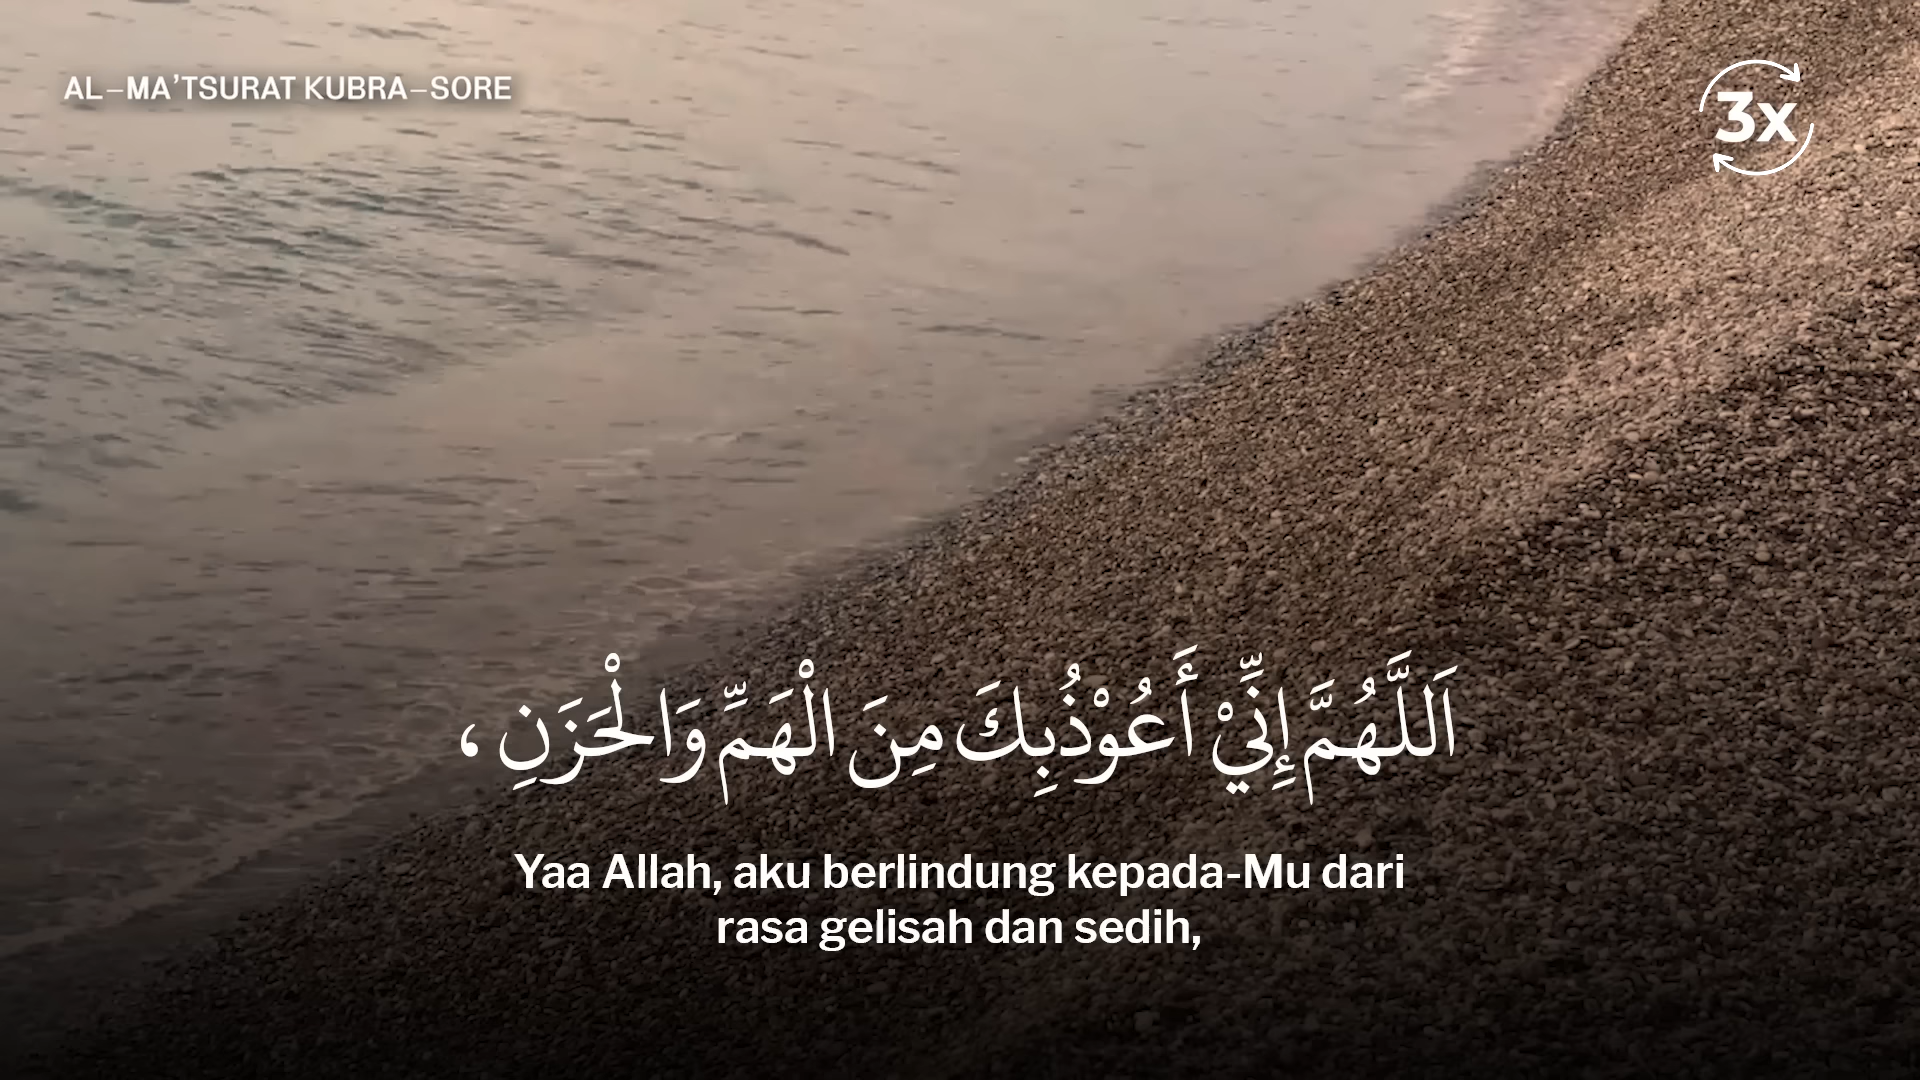 AL-MA'TSURAT KUBRA-SORE
3x
اَللَّهُمَّ إِنِّيْ أَعُوْذُبِكَ مِنَ الْهَمِّ وَالْحَزَنِ ،
Yaa Allah, aku berlindung kepada-Mu dari
rasa gelisah dan sedih,